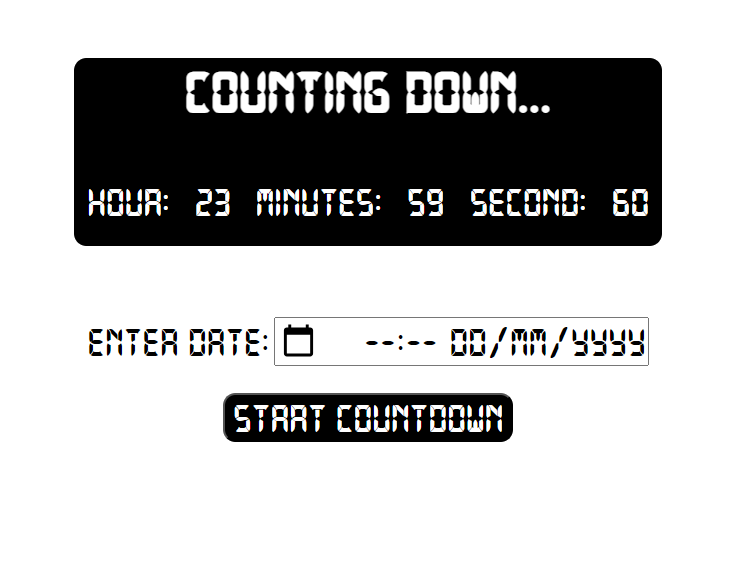 COUNTING DOWN...
HOUR: 23 MINUTES: 59 SECOND: 60
ENTER DATE: --:-- DD/MM/YYYY
START COUNTDOWN